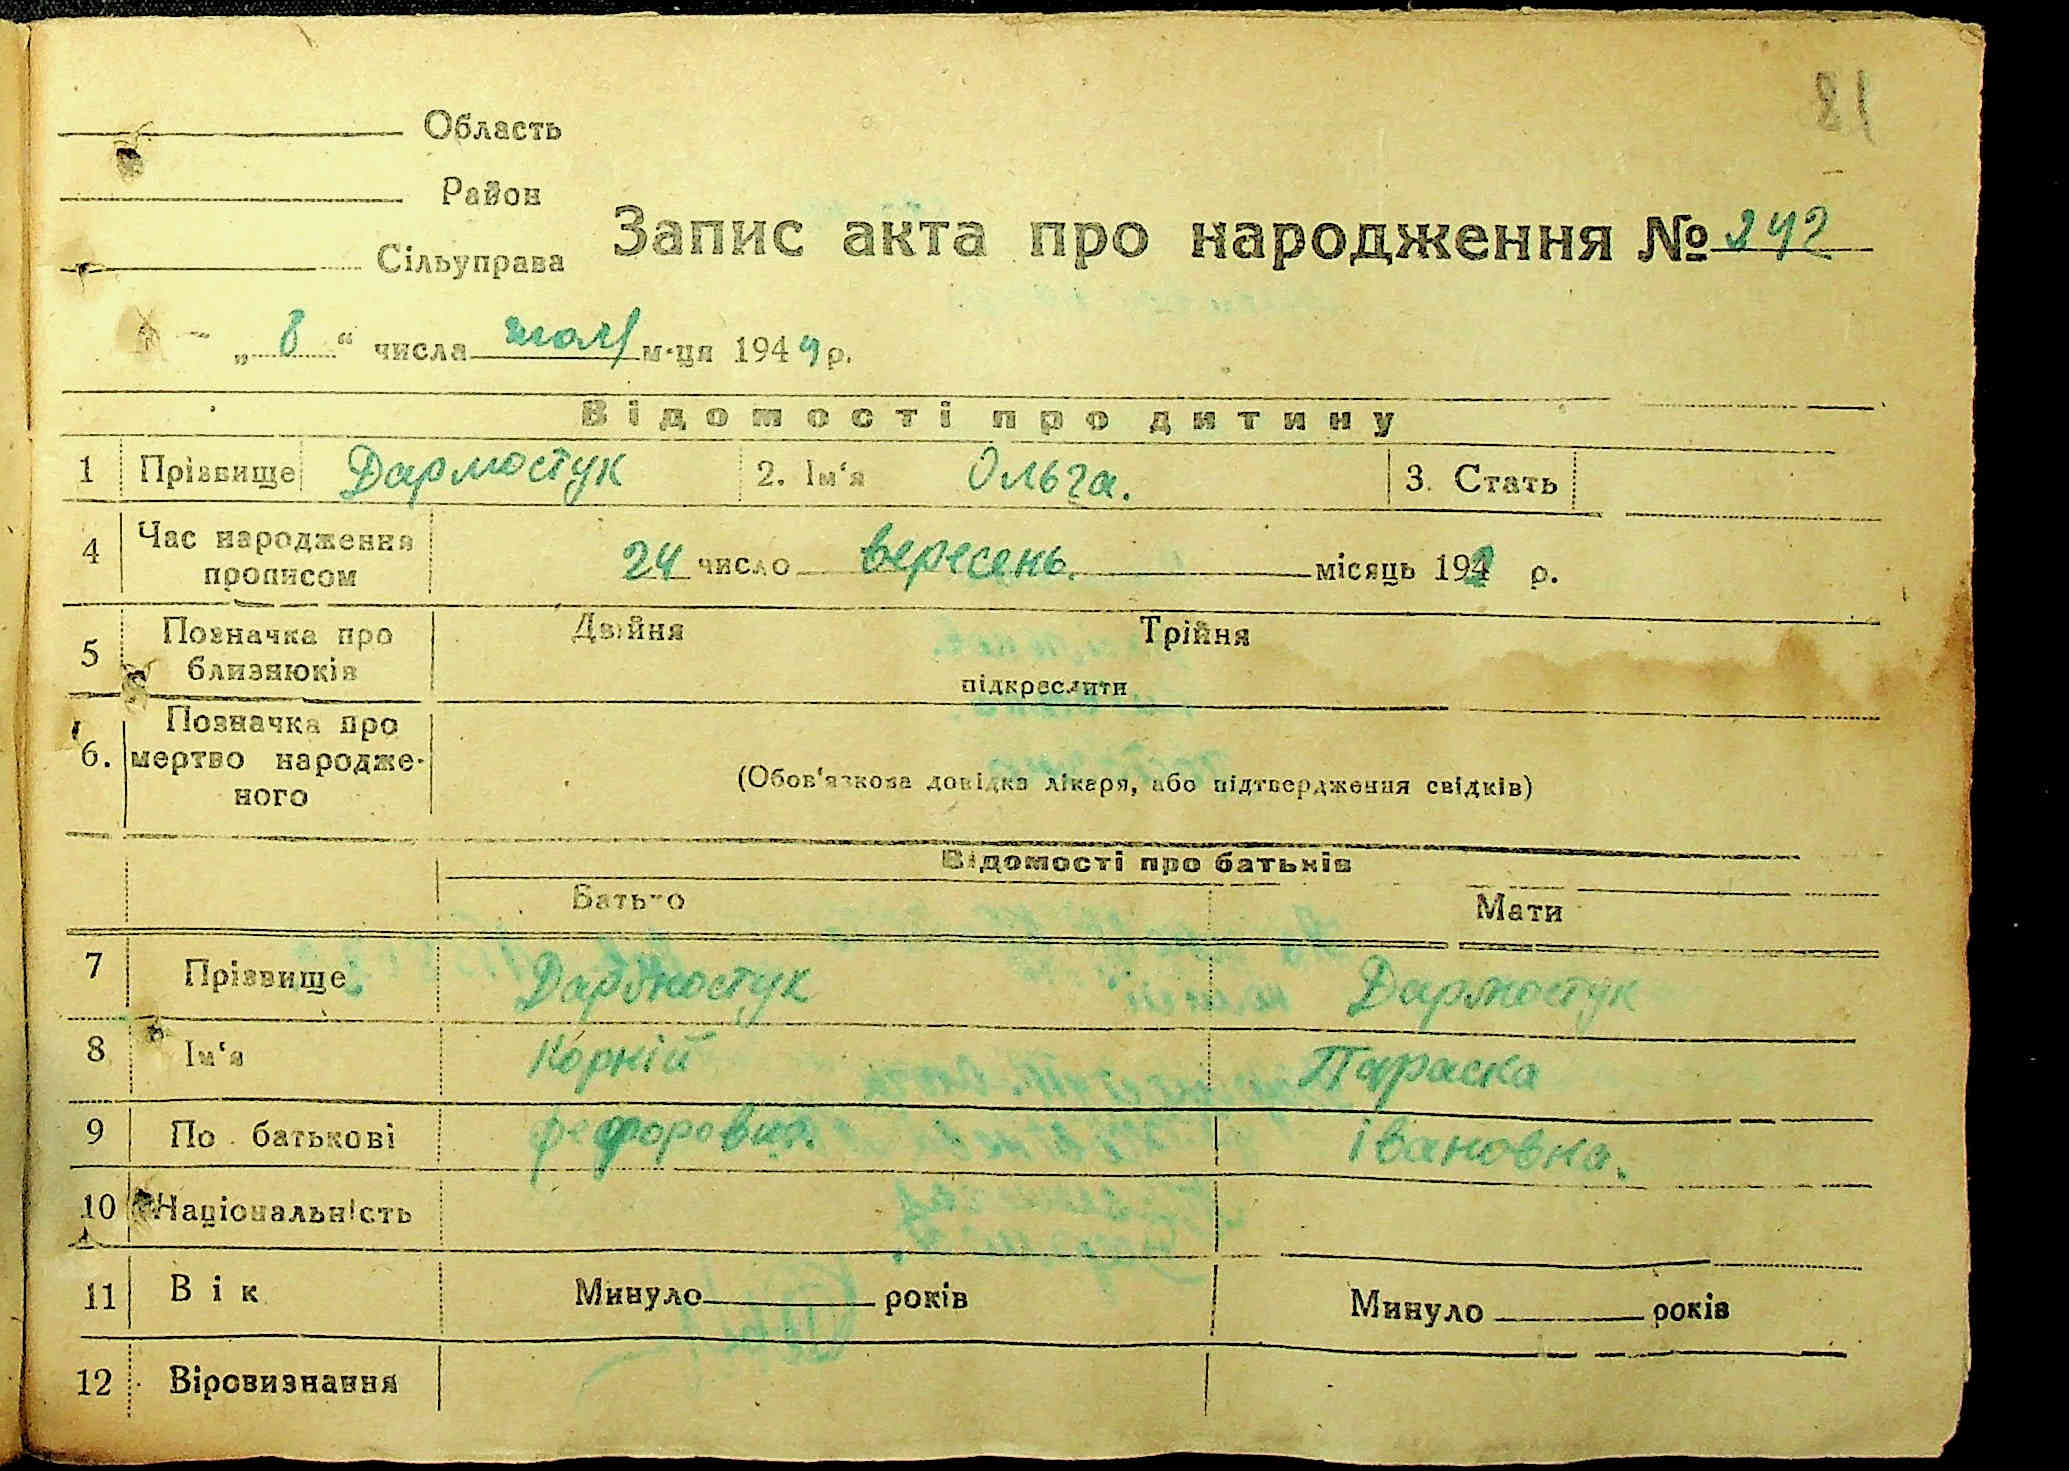 81
Область
Район
Сільуправа
Запис акта про народження № 242
„ 8 “ числа м-ця 1944 р.
Відомості про дитину
1 Прізвище Дармостук 2. Ім'я Ольга. 3. Стать
4 Час народження прописом 24 число вересень. місяць 192 р.
5 Позначка про близнюків Двійня Трійня
підкреслити
6. Позначка про мертво народже-
ного (Обов'язкова довідка лікаря, або підтвердження свідків)
Відомості про батьків
Батько Мати
7 Прізвище Дармостук Дармостук
8 Ім'я Корній Параска
9 По батькові Федорович. івановна.
10 Національність
11 Вік Минуло років Минуло років
12 Віровизнання